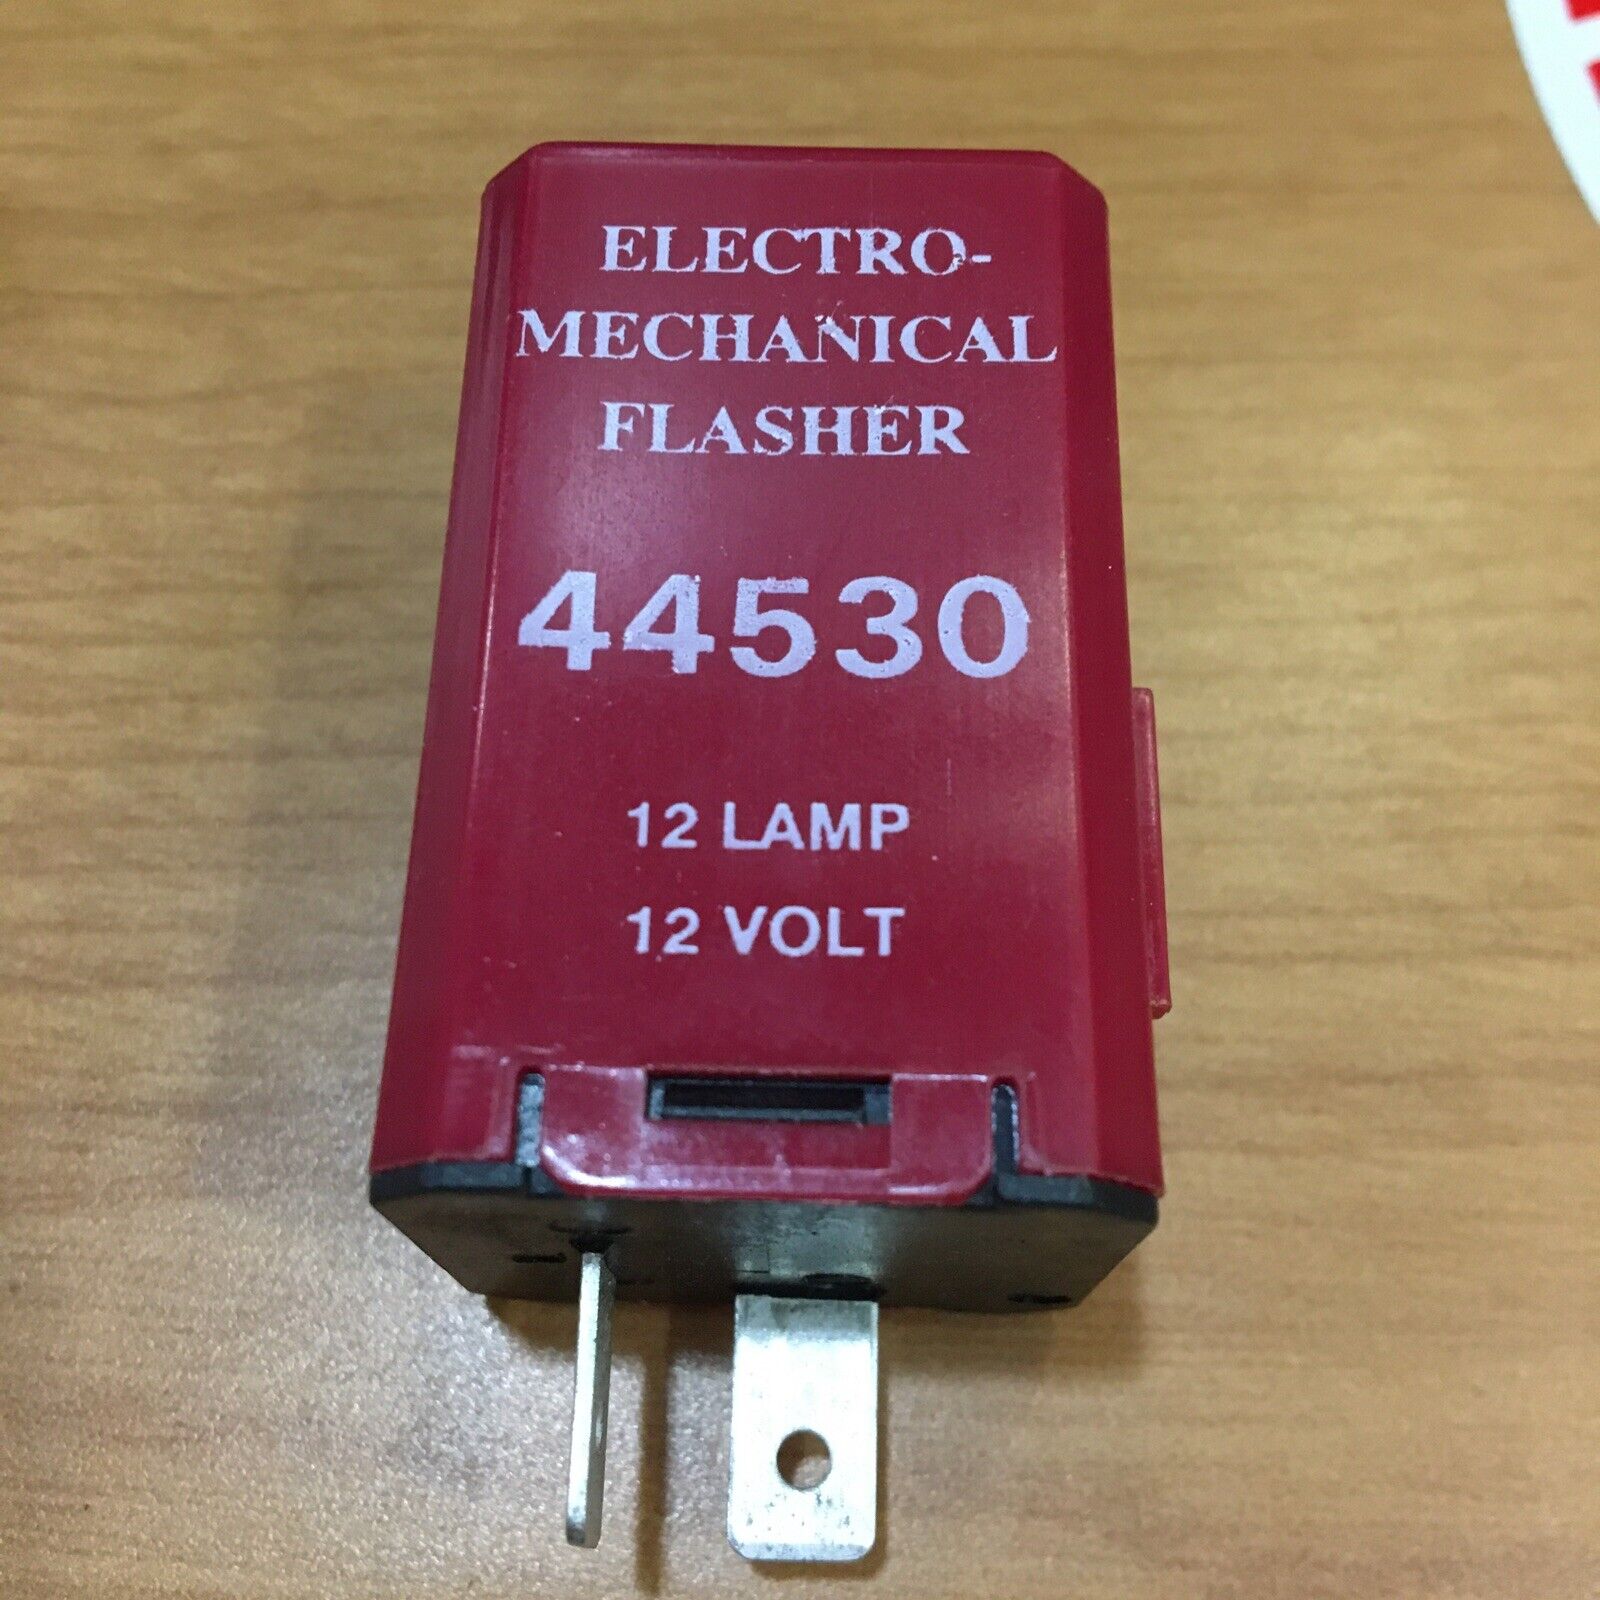 ELECTRO-
MECHANICAL
FLASHER
44530
12 LAMP
12 VOLT